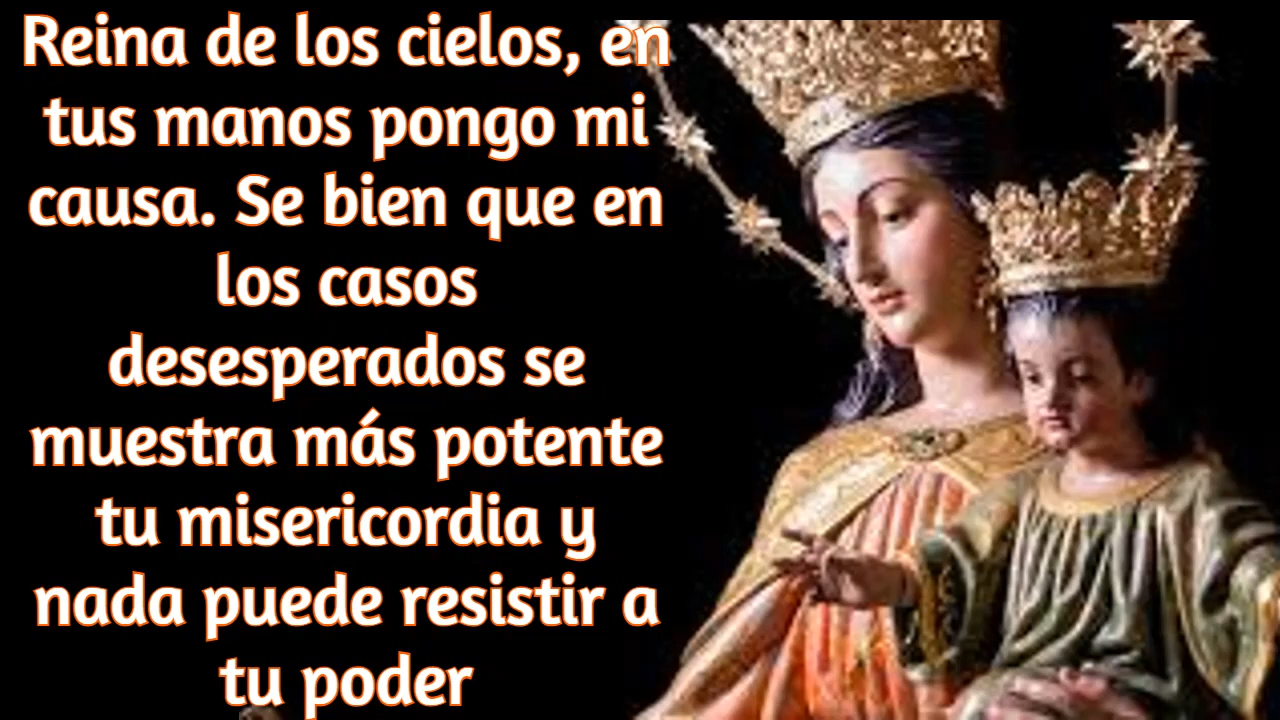 Reina de los cielos, en
tus manos pongo mi
causa. Se bien que en
los casos
desesperados se
muestra más potente
tu misericordia y
nada puede resistir a
tu poder